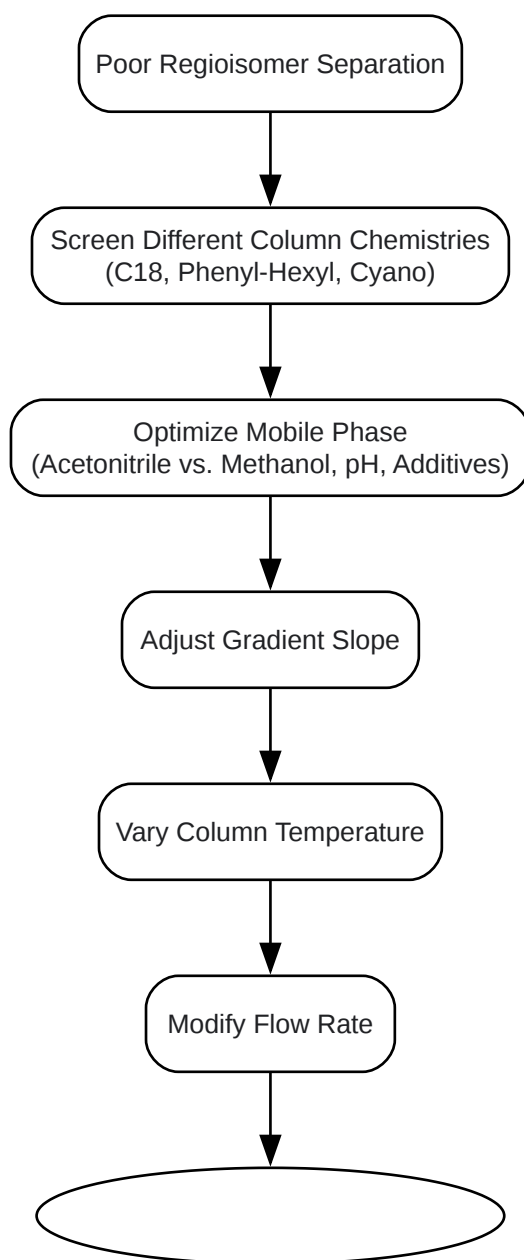 Poor Regioisomer Separation
Screen Different Column Chemistries
(C18, Phenyl-Hexyl, Cyano)
Optimize Mobile Phase
(Acetonitrile vs. Methanol, pH, Additives)
Adjust Gradient Slope
Vary Column Temperature
Modify Flow Rate